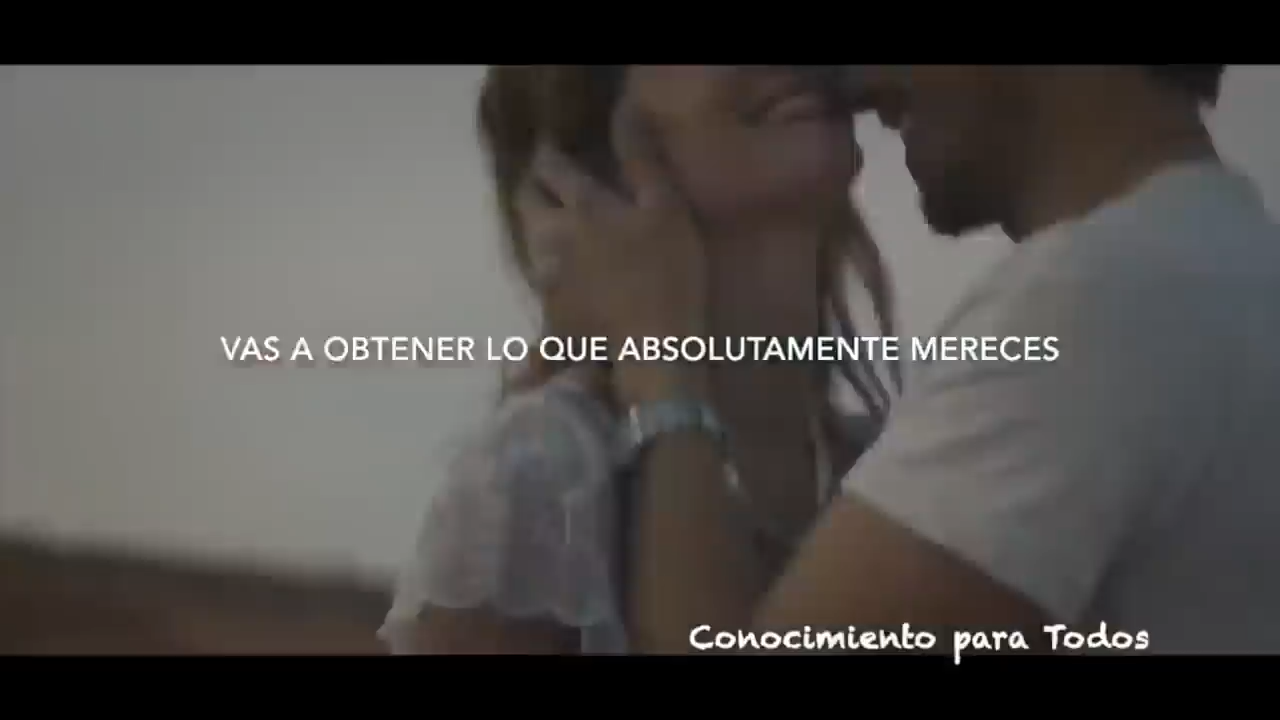 VAS A OBTENER LO QUE ABSOLUTAMENTE MERECES
Conocimiento para Todos